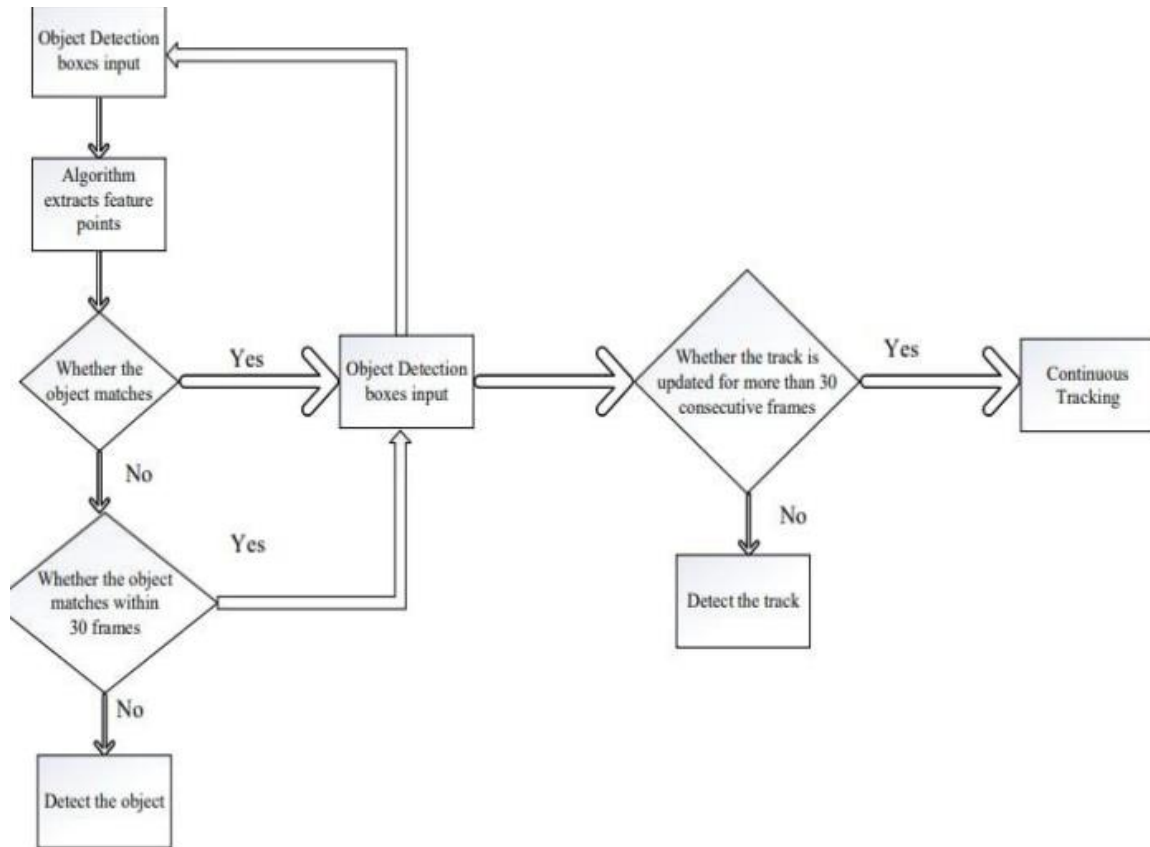 Object Detection
boxes input
Algorithm
extracts feature
points
Whether the
object matches
Yes
No
Whether the object
matches within
30 frames
Yes
No
Detect the object
Object Detection
boxes input
Whether the track is
updated for more than 30
consecutive frames
Yes
No
Detect the track
Continuous
Tracking